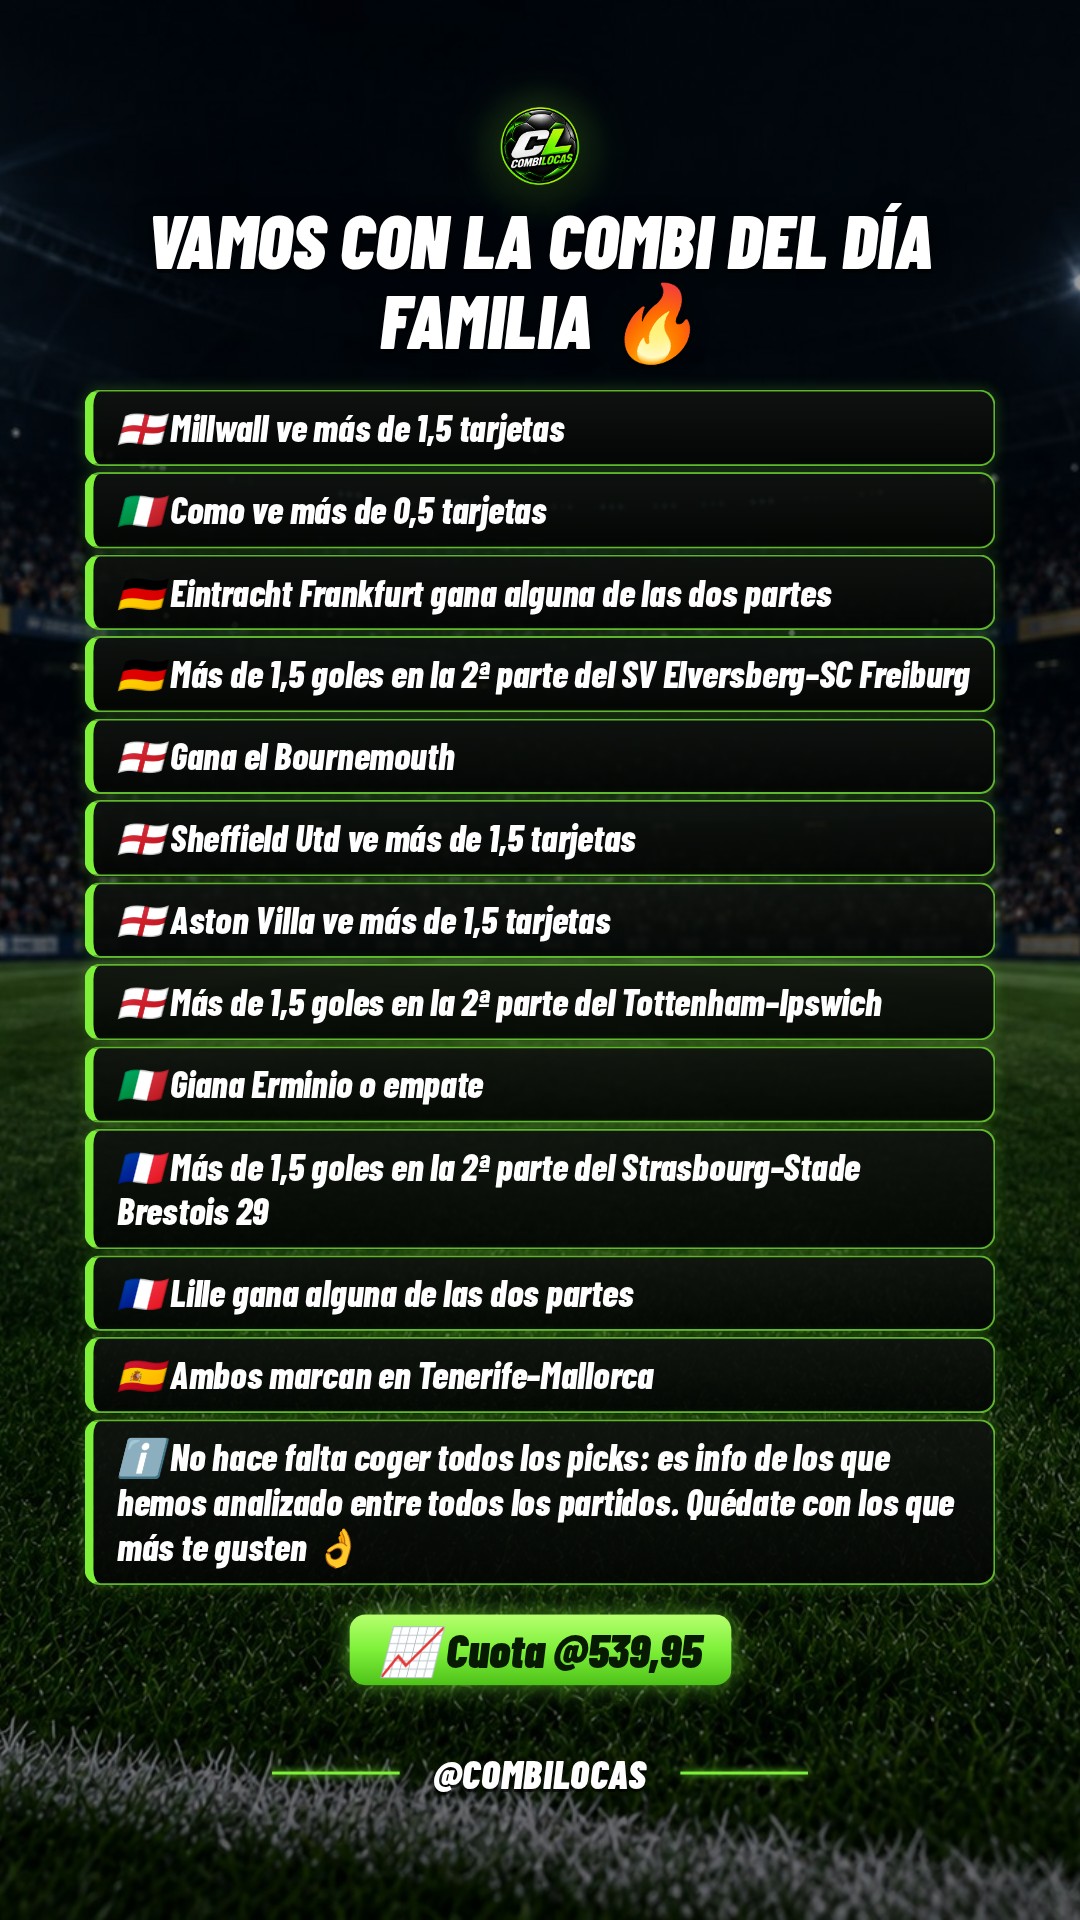 CL
COMBILOCAS
VAMOS CON LA COMBI DEL DÍA
FAMILIA 🔥
🏴󠁧󠁢󠁥󠁮󠁧󠁿Millwall ve más de 1,5 tarjetas
🇮🇹Como ve más de 0,5 tarjetas
🇩🇪Eintracht Frankfurt gana alguna de las dos partes
🇩🇪Más de 1,5 goles en la 2ª parte del SV Elversberg-SC Freiburg
🏴󠁧󠁢󠁥󠁮󠁧󠁿Gana el Bournemouth
🏴󠁧󠁢󠁥󠁮󠁧󠁿Sheffield Utd ve más de 1,5 tarjetas
🏴󠁧󠁢󠁥󠁮󠁧󠁿Aston Villa ve más de 1,5 tarjetas
🏴󠁧󠁢󠁥󠁮󠁧󠁿Más de 1,5 goles en la 2ª parte del Tottenham-Ipswich
🇮🇹Giana Erminio o empate
🇫🇷Más de 1,5 goles en la 2ª parte del Strasbourg-Stade
Brestois 29
🇫🇷Lille gana alguna de las dos partes
🇪🇸Ambos marcan en Tenerife-Mallorca
ℹ️No hace falta coger todos los picks: es info de los que
hemos analizado entre todos los partidos. Quédate con los que
más te gusten 👌
📈Cuota @539,95
@COMBILOCAS